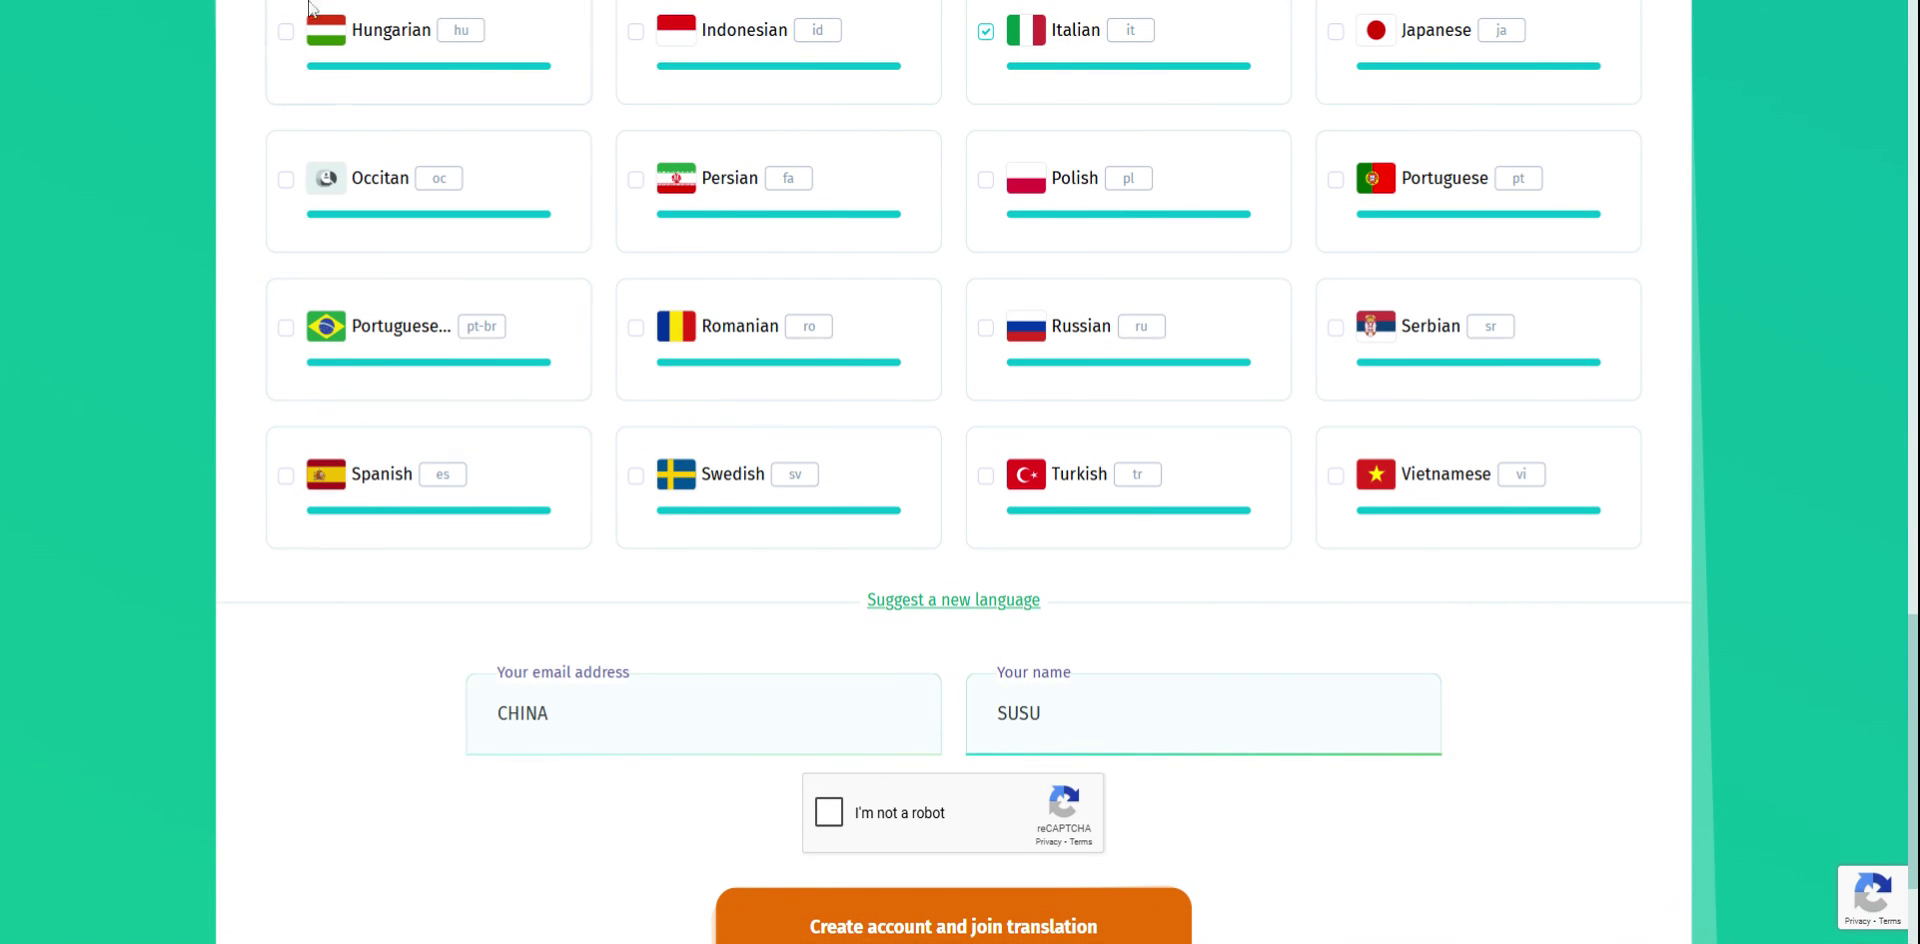 Hungarian hu Indonesian id Italian it Japanese ja
Occitan oc Persian fa Polish pl Portuguese pt
Portuguese... pt-br Romanian ro Russian ru Serbian sr
Spanish es Swedish sv Turkish tr Vietnamese vi
Suggest a new language
Your email address Your name
CHINA SUSU
I'm not a robot
reCAPTCHA
Privacy - Terms
Create account and join translation
Privacy - Terms